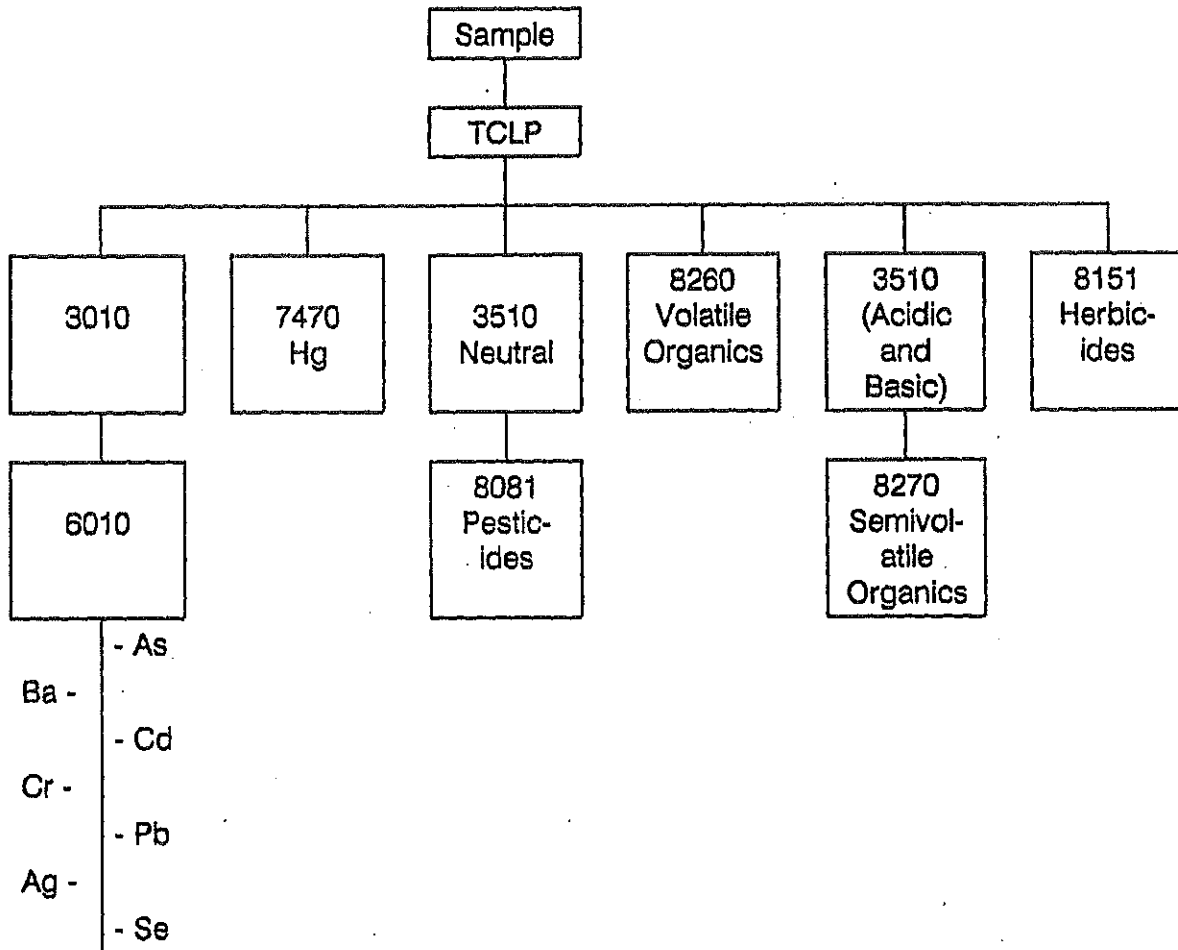 Sample
TCLP
3010
7470
Hg
3510
Neutral
8260
Volatile
Organics
3510
(Acidic
and
Basic)
8151
Herbic-
ides
6010
8081
Pestic-
ides
8270
Semivol-
atile
Organics
- As
Ba -
- Cd
Cr -
- Pb
Ag -
- Se